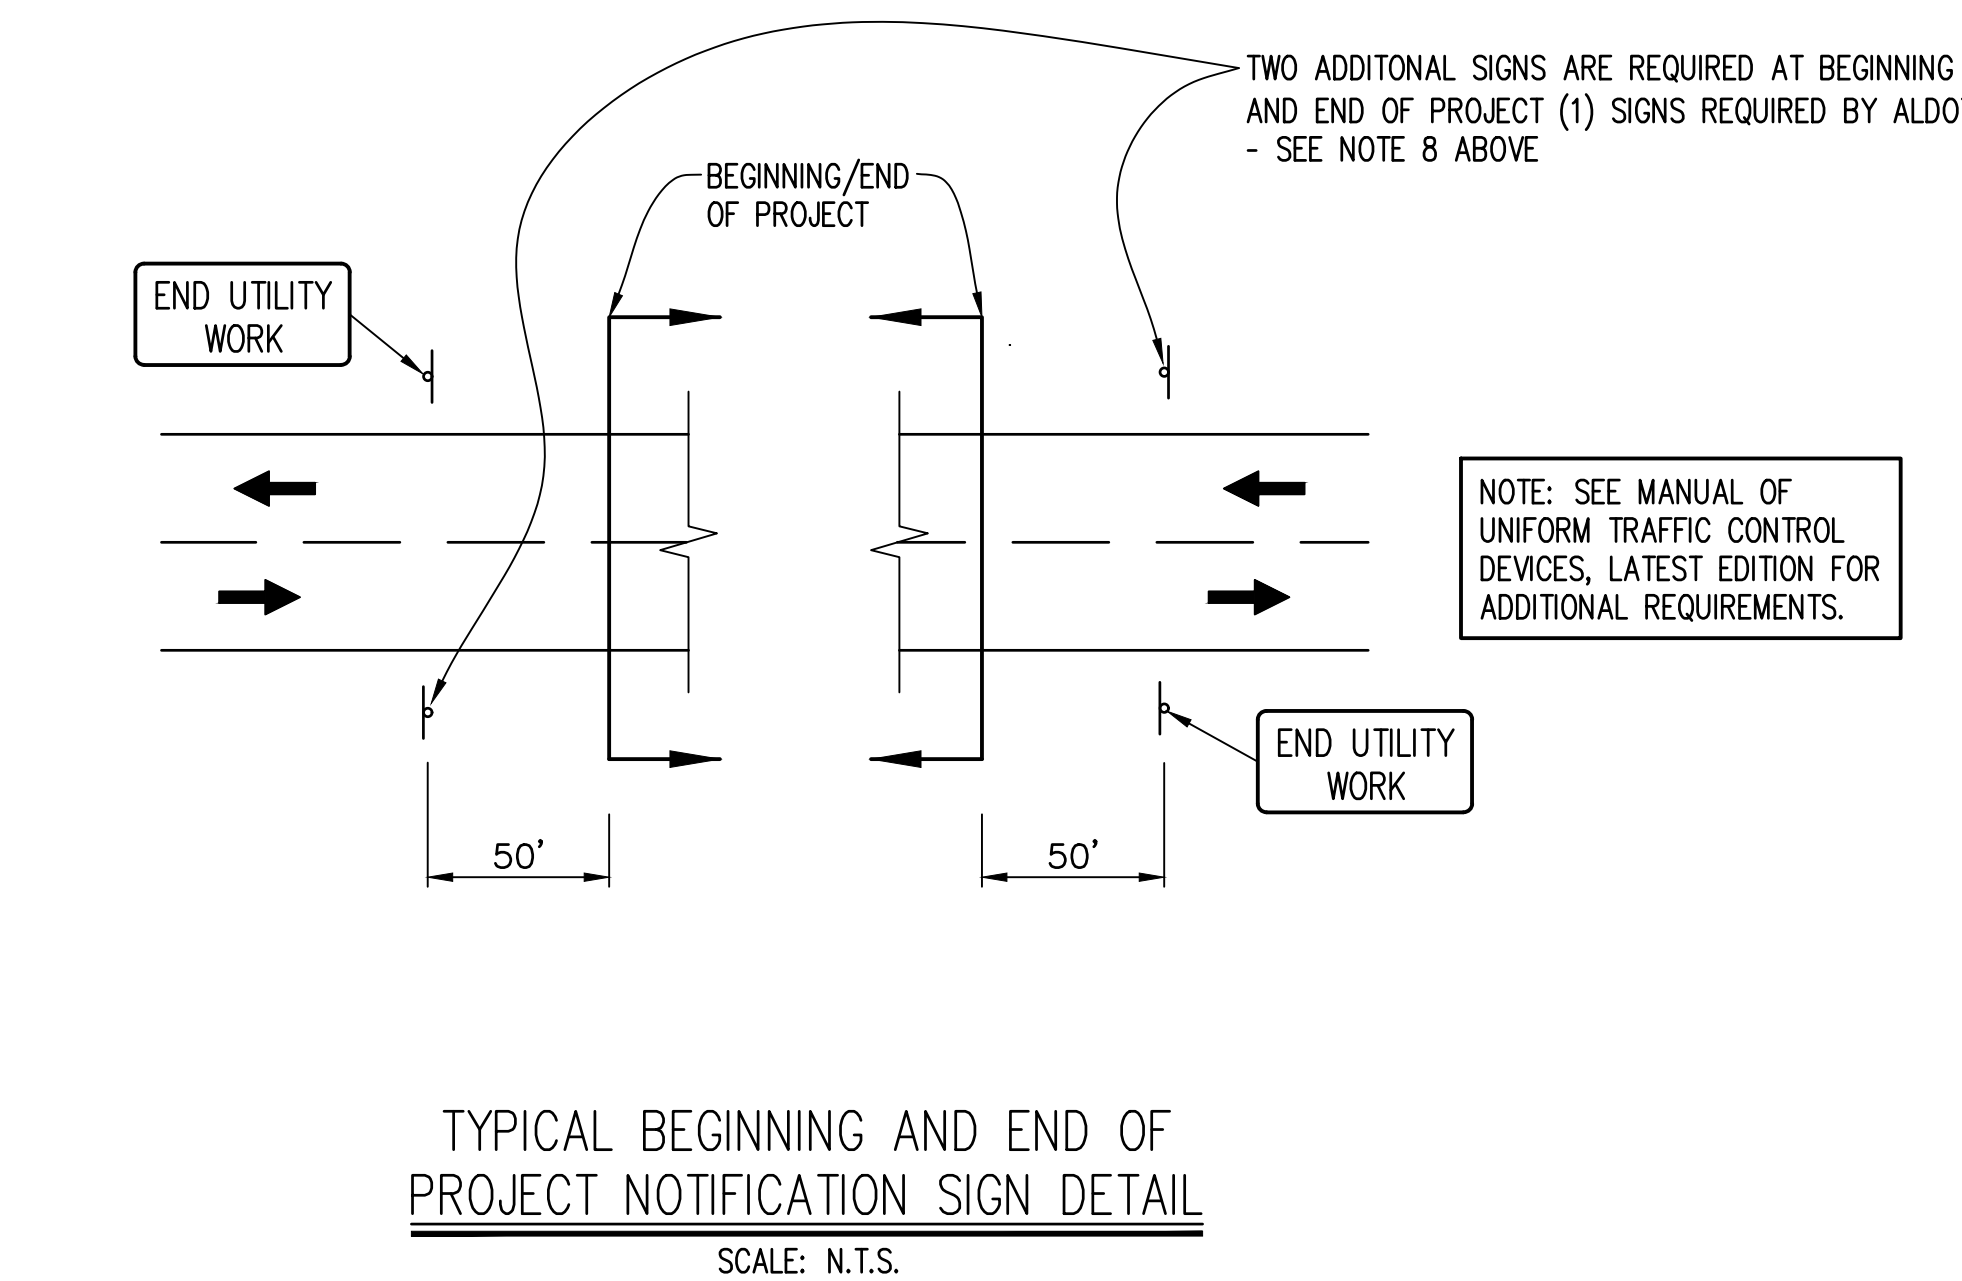 TWO ADDITONAL SIGNS ARE REQUIRED AT BEGINNING
AND END OF PROJECT (1) SIGNS REQUIRED BY ALDOT
- SEE NOTE 8 ABOVE
BEGINNING/END
OF PROJECT
END UTILITY
WORK
NOTE: SEE MANUAL OF
UNIFORM TRAFFIC CONTROL
DEVICES, LATEST EDITION FOR
ADDITIONAL REQUIREMENTS.
END UTILITY
WORK
50'
50'
TYPICAL BEGINNING AND END OF
PROJECT NOTIFICATION SIGN DETAIL
SCALE: N.T.S.